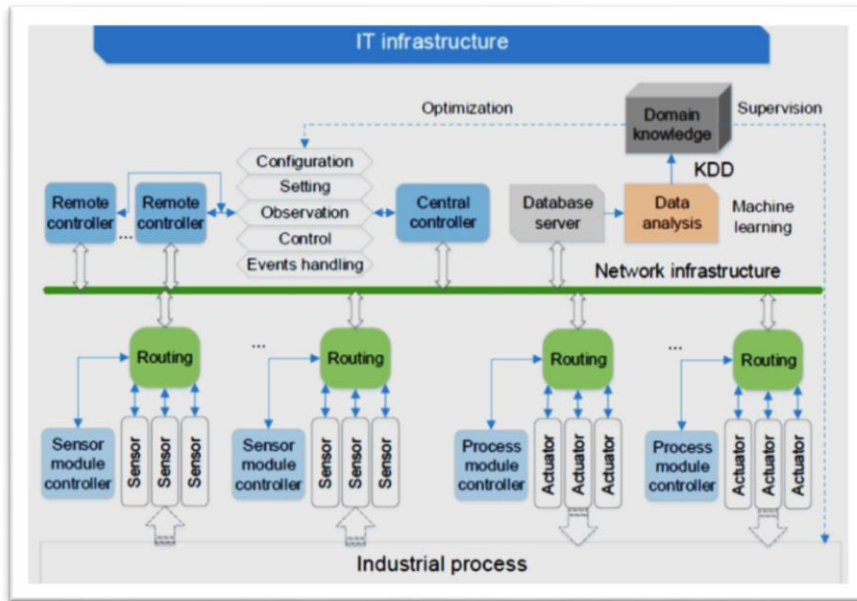 IT infrastructure
Optimization
Domain
knowledge
Supervision
KDD
Configuration
Setting
Observation
Control
Events handling
Remote
controller
...
Remote
controller
Central
controller
Database
server
Data
analysis
Machine
learning
Network infrastructure
Routing
...
Routing
Routing
...
Routing
Sensor
module
controller
Sensor
Sensor
Sensor
Sensor
module
controller
Sensor
Sensor
Sensor
Process
module
controller
Actuator
Actuator
Actuator
Process
module
controller
Actuator
Actuator
Actuator
Industrial process